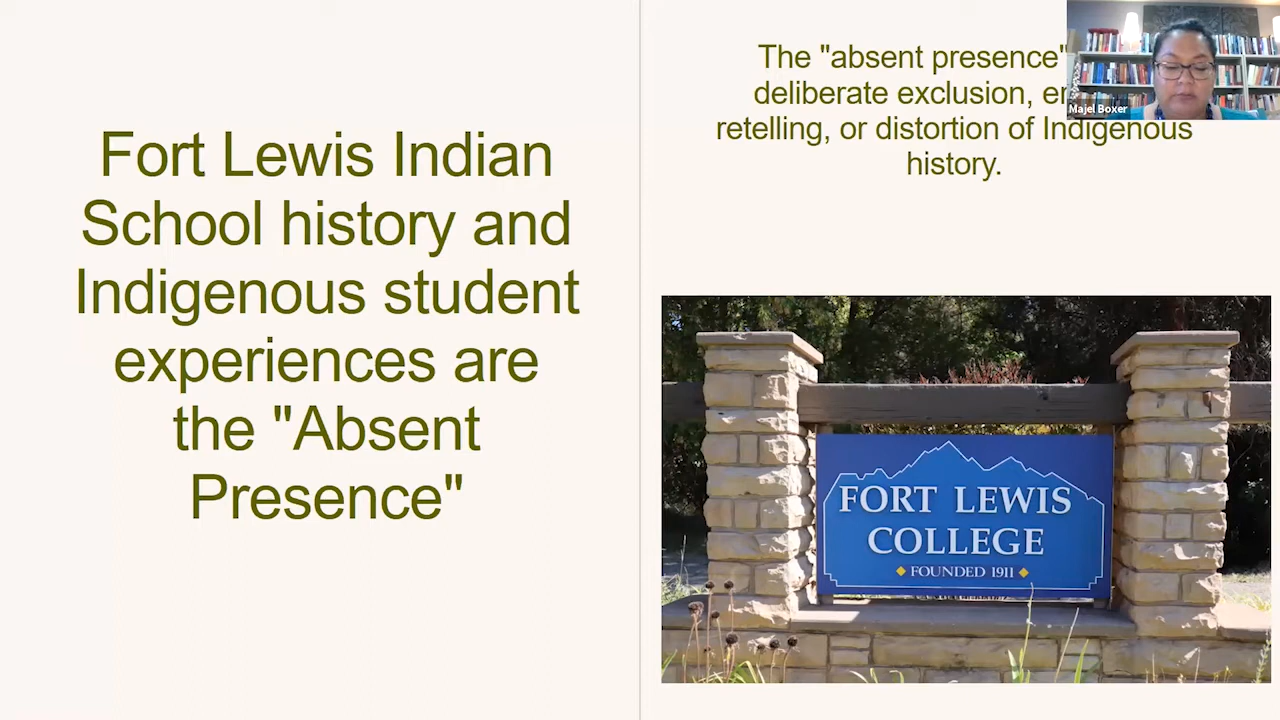 Fort Lewis Indian
School history and
Indigenous student
experiences are
the "Absent
Presence"
The "absent presence"
deliberate exclusion,
retelling, or distortion of Indigenous
history.
Majel Boxer
FORT LEWIS
COLLEGE
FOUNDED 1911